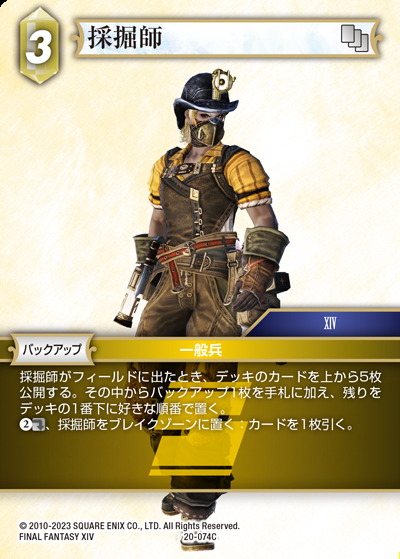 3
採掘師
XIV
バックアップ
一般兵
採掘師がフィールドに出たとき、デッキのカードを上から5枚
公開する。その中からバックアップ1枚を手札に加え、残りを
デッキの1番下に好きな順番で置く。
2、採掘師をブレイクゾーンに置く：カードを1枚引く。
© 2010-2023 SQUARE ENIX CO., LTD. All Rights Reserved.
FINAL FANTASY XIV
20-074C